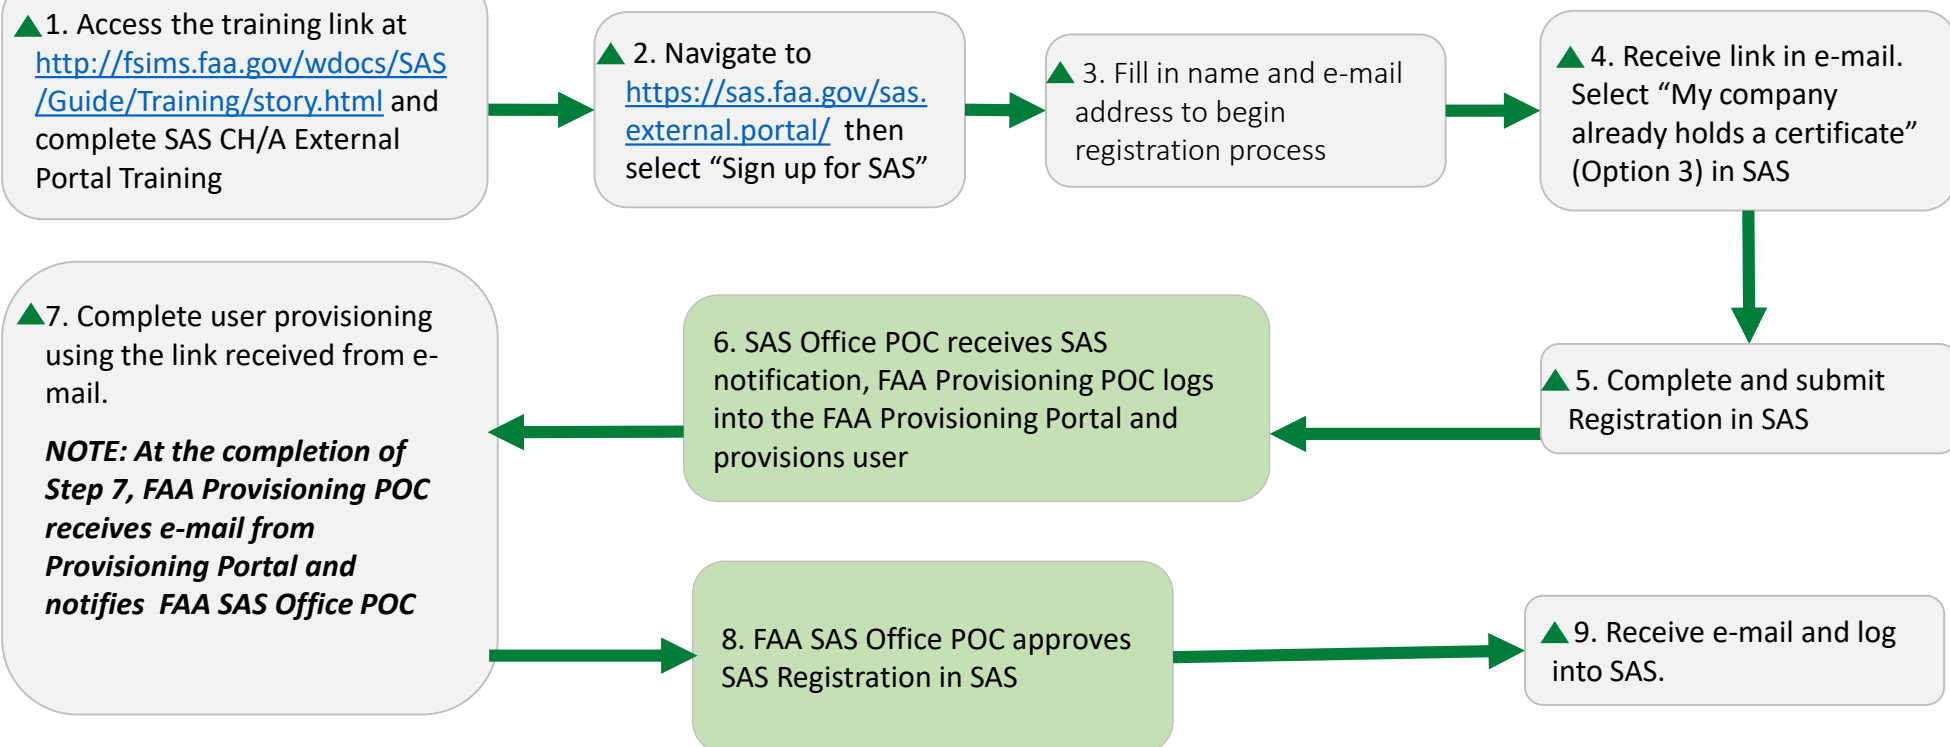 1. Access the training link at
http://fsims.faa.gov/wdocs/SAS
/Guide/Training/story.html and
complete SAS CH/A External
Portal Training
2. Navigate to
https://sas.faa.gov/sas.
external.portal/ then
select “Sign up for SAS”
3. Fill in name and e-mail
address to begin
registration process
4. Receive link in e-mail.
Select “My company
already holds a certificate”
(Option 3) in SAS
5. Complete and submit
Registration in SAS
6. SAS Office POC receives SAS
notification, FAA Provisioning POC logs
into the FAA Provisioning Portal and
provisions user
7. Complete user provisioning
using the link received from e-
mail.
NOTE: At the completion of
Step 7, FAA Provisioning POC
receives e-mail from
Provisioning Portal and
notifies FAA SAS Office POC
8. FAA SAS Office POC approves
SAS Registration in SAS
9. Receive e-mail and log
into SAS.